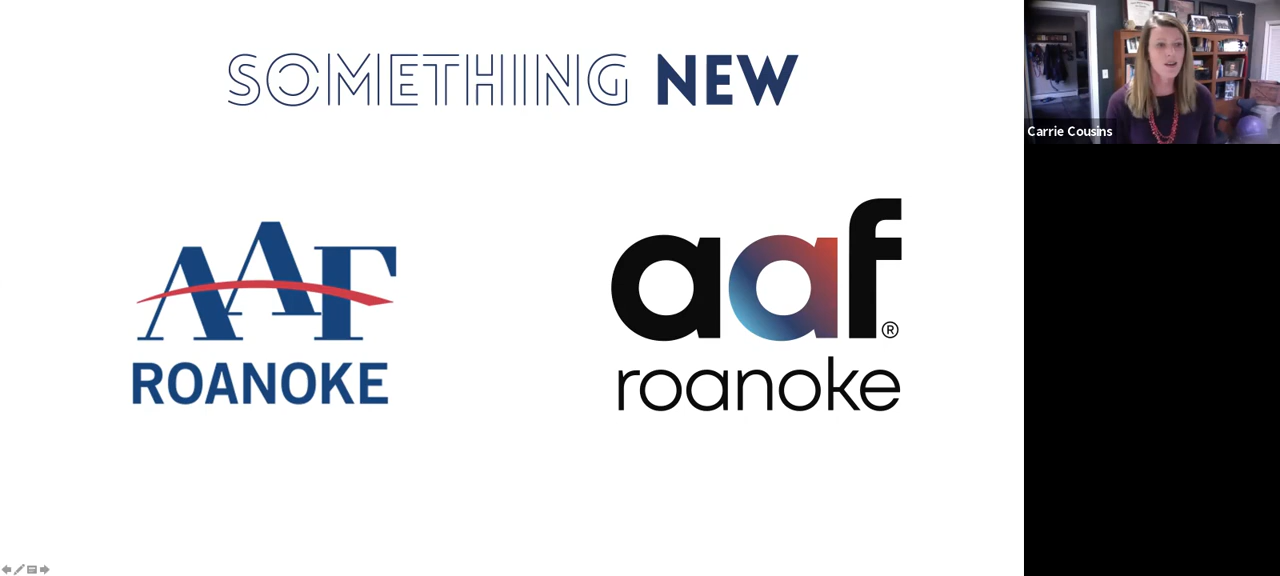 SOMETHING NEW
AAF
ROANOKE
aaf®
roanoke
Carrie Cousins